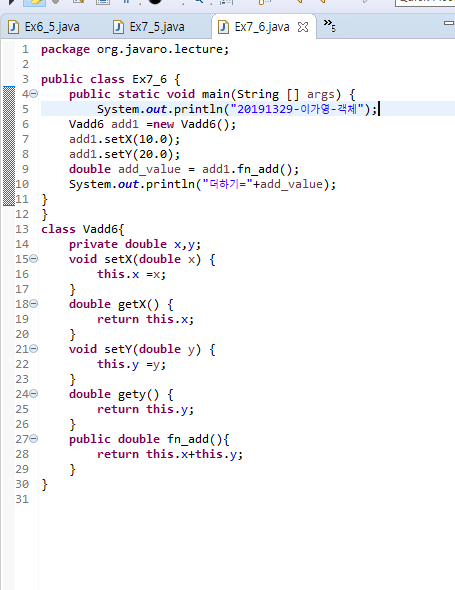 Ex6_5.java Ex7_5.java Ex7_6.java »5
1 package org.javaro.lecture;
2
3 public class Ex7_6 {
4 public static void main(String [] args) {
5 System.out.println("20191329-이가영-객체");
6 Vadd6 add1 =new Vadd6();
7 add1.setX(10.0);
8 add1.setY(20.0);
9 double add_value = add1.fn_add();
10 System.out.println("더하기="+add_value);
11 }
12 }
13 class Vadd6{
14 private double x,y;
15 void setX(double x) {
16 this.x =x;
17 }
18 double getX() {
19 return this.x;
20 }
21 void setY(double y) {
22 this.y =y;
23 }
24 double gety() {
25 return this.y;
26 }
27 public double fn_add(){
28 return this.x+this.y;
29 }
30 }
31